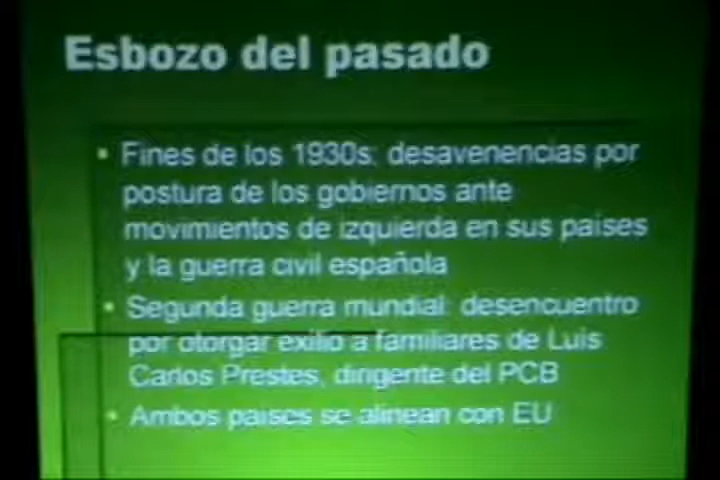 Esbozo del pasado
Fines de los 1930s: desavenencias por
postura de los gobiernos ante
movimientos de izquierda en sus países
y la guerra civil española
Segunda guerra mundial: desencuentro
por otorgar exilio a familiares de Luis
Carlos Prestes, dirigente del PCB
Ambos países se alinean con EU